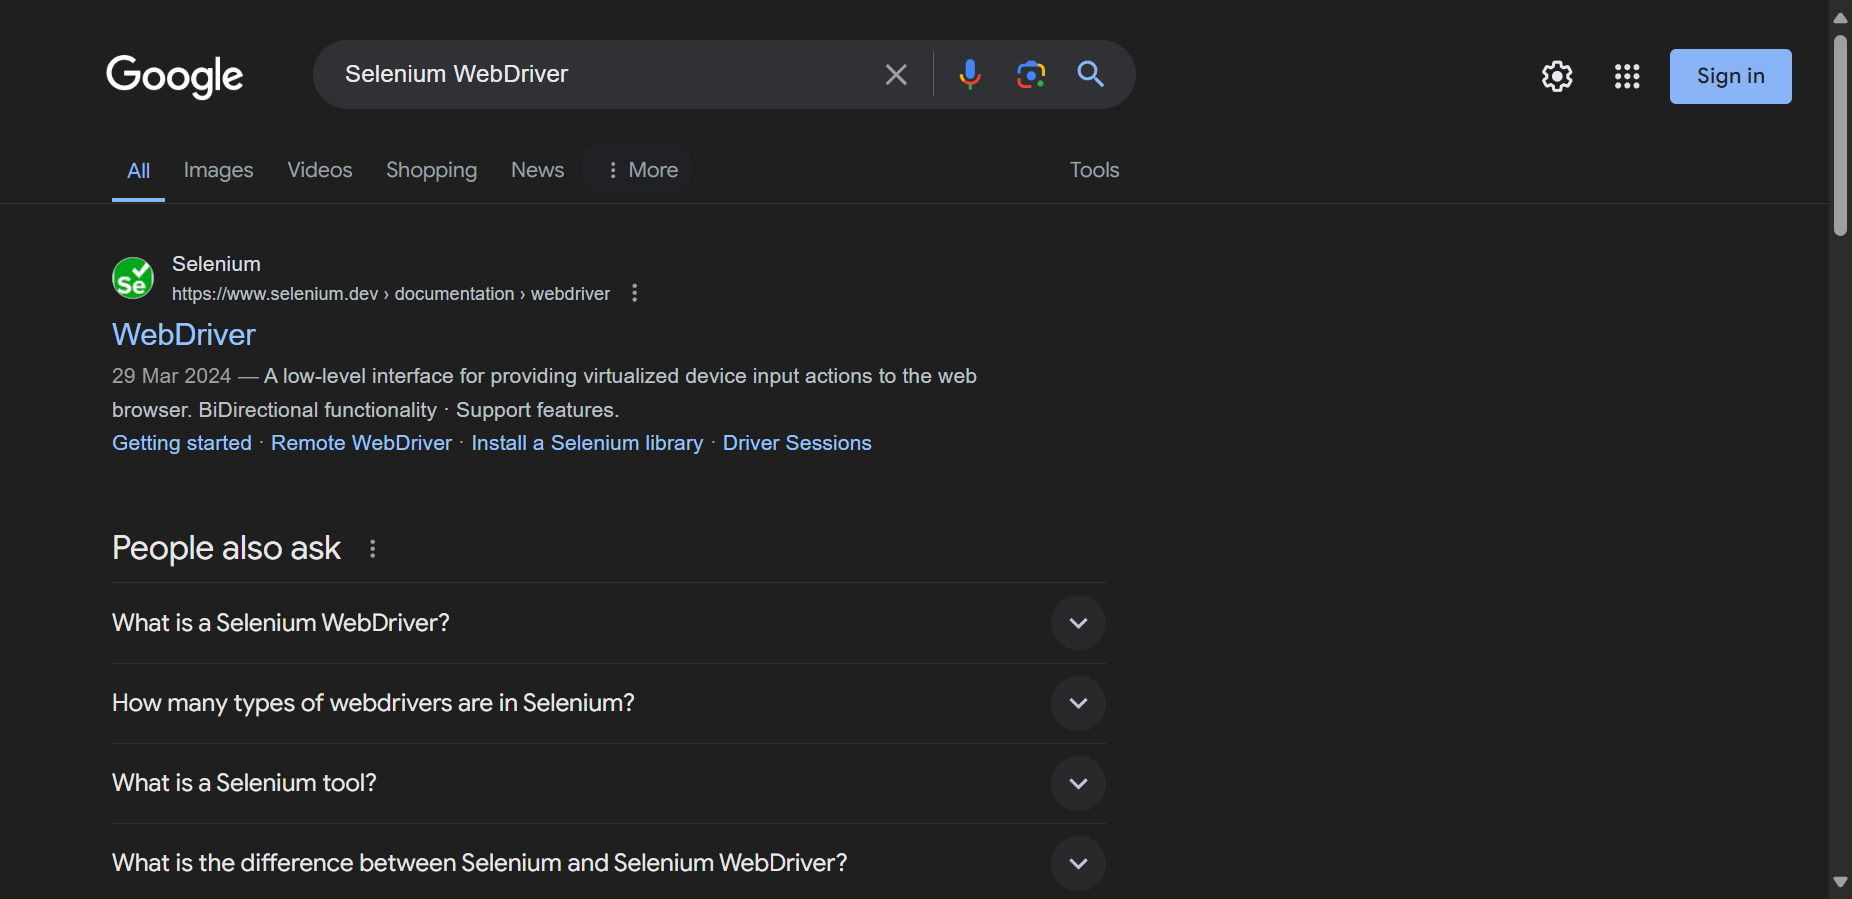 Google
Selenium WebDriver
Sign in
All Images Videos Shopping News More Tools
Se
Selenium
https://www.selenium.dev › documentation › webdriver
WebDriver
29 Mar 2024 — A low-level interface for providing virtualized device input actions to the web
browser. BiDirectional functionality · Support features.
Getting started · Remote WebDriver · Install a Selenium library · Driver Sessions
People also ask
What is a Selenium WebDriver?
How many types of webdrivers are in Selenium?
What is a Selenium tool?
What is the difference between Selenium and Selenium WebDriver?